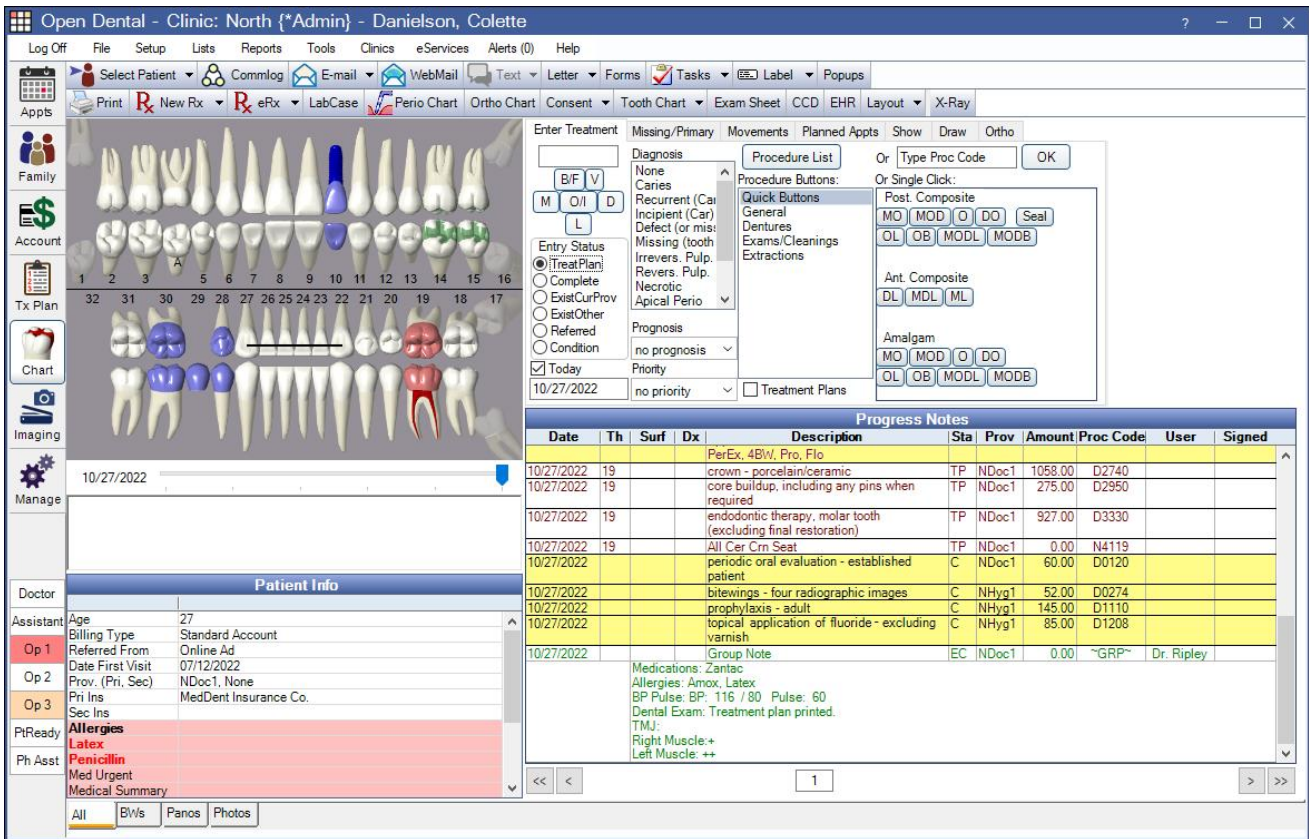 Open Dental - Clinic: North {*Admin} - Danielson, Colette
Log Off File Setup Lists Reports Tools Clinics eServices Alerts (0) Help
Select Patient Commlog E-mail WebMail Text Letter Forms Tasks Label Popups
Print New Rx eRx LabCase Perio Chart Ortho Chart Consent Tooth Chart Exam Sheet CCD EHR Layout X-Ray
Appts
Family
Account
Tx Plan
Chart
Imaging
Manage
Doctor
Assistant
Op 1
Op 2
Op 3
PtReady
Ph Asst
A
1 2 3 5 6 7 8 9 10 11 12 13 14 15 16
32 31 30 29 28 27 26 25 24 23 22 21 20 19 18 17
10/27/2022
Enter Treatment Missing/Primary Movements Planned Appts Show Draw Ortho
B/F V
M O/I D
L
Entry Status
TreatPlan
Complete
ExistCurProv
ExistOther
Referred
Condition
Today
10/27/2022
Diagnosis
None
Caries
Recurrent (Car
Incipient (Car)
Defect (or miss
Missing (tooth
Irrevers. Pulp.
Revers. Pulp.
Necrotic
Apical Perio
Prognosis
no prognosis
Priority
no priority
Procedure List
Procedure Buttons:
Quick Buttons
General
Dentures
Exams/Cleanings
Extractions
Treatment Plans
Or Type Proc Code OK
Or Single Click:
Post. Composite
MO MOD O DO Seal
OL OB MODL MODB
Ant. Composite
DL MDL ML
Amalgam
MO MOD O DO
OL OB MODL MODB
Progress Notes
Date Th Surf Dx Description Sta Prov Amount Proc Code User Signed
PerEx, 4BW, Pro, Flo
10/27/2022 19 crown - porcelain/ceramic TP NDoc1 1058.00 D2740
10/27/2022 19 core buildup, including any pins when TP NDoc1 275.00 D2950
required
10/27/2022 19 endodontic therapy, molar tooth TP NDoc1 927.00 D3330
(excluding final restoration)
10/27/2022 19 All Cer Crn Seat TP NDoc1 0.00 N4119
10/27/2022 periodic oral evaluation - established C NDoc1 60.00 D0120
patient
10/27/2022 bitewings - four radiographic images C NHyg1 52.00 D0274
10/27/2022 prophylaxis - adult C NHyg1 145.00 D1110
10/27/2022 topical application of fluoride - excluding C NHyg1 85.00 D1208
varnish
10/27/2022 Group Note EC NDoc1 0.00 ~GRP~ Dr. Ripley
Medications: Zantac
Allergies: Amox, Latex
BP Pulse: BP: 116 / 80 Pulse: 60
Dental Exam: Treatment plan printed.
TMJ:
Right Muscle:+
Left Muscle: ++
<< < 1 > >>
Patient Info
Age 27
Billing Type Standard Account
Referred From Online Ad
Date First Visit 07/12/2022
Prov. (Pri, Sec) NDoc1, None
Pri Ins MedDent Insurance Co.
Sec Ins
Allergies
Latex
Penicillin
Med Urgent
Medical Summary
All BWs Panos Photos